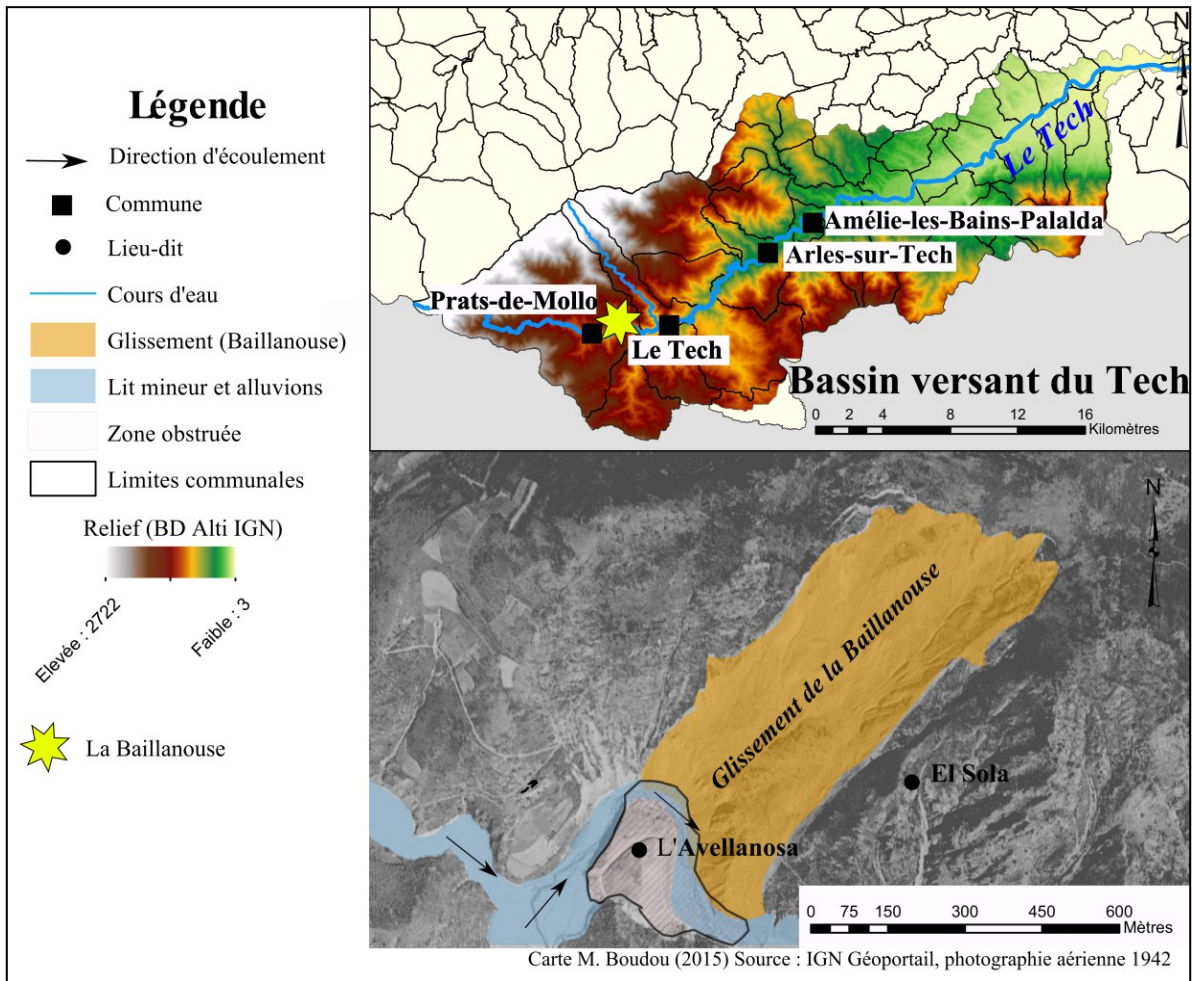 Légende
Direction d'écoulement
Commune
Lieu-dit
Cours d'eau
Glissement (Baillanouse)
Lit mineur et alluvions
Zone obstruée
Limites communales
Relief (BD Alti IGN)
Elevée : 2722
Faible : 3
La Baillanouse
N
Le Tech
Amélie-les-Bains-Palalda
Arles-sur-Tech
Prats-de-Mollo
Le Tech
Bassin versant du Tech
0 2 4 8 12 16
Kilomètres
N
Glissement de la Baillanouse
El Sola
L'Avellanosa
0 75 150 300 450 600
Mètres
Carte M. Boudou (2015) Source : IGN Géoportail, photographie aérienne 1942